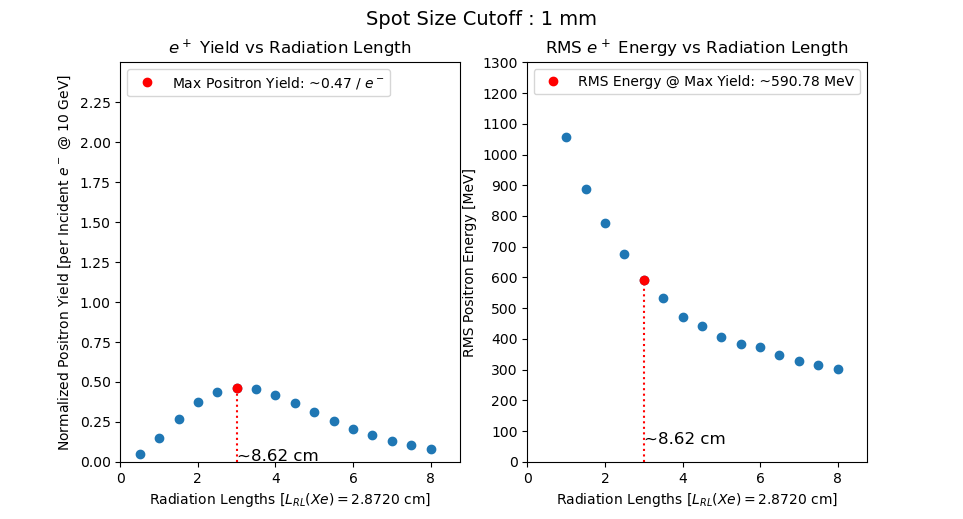 Spot Size Cutoff : 1 mm
e⁺ Yield vs Radiation Length
Normalized Positron Yield [per Incident e⁻ @ 10 GeV]
2.25
2.00
1.75
1.50
1.25
1.00
0.75
0.50
0.25
0.00
Max Positron Yield: ~0.47 / e⁻
~8.62 cm
0 2 4 6 8
Radiation Lengths [L_RL(Xe) = 2.8720 cm]
RMS e⁺ Energy vs Radiation Length
RMS Positron Energy [MeV]
1300
1200
1100
1000
900
800
700
600
500
400
300
200
100
0
RMS Energy @ Max Yield: ~590.78 MeV
~8.62 cm
0 2 4 6 8
Radiation Lengths [L_RL(Xe) = 2.8720 cm]